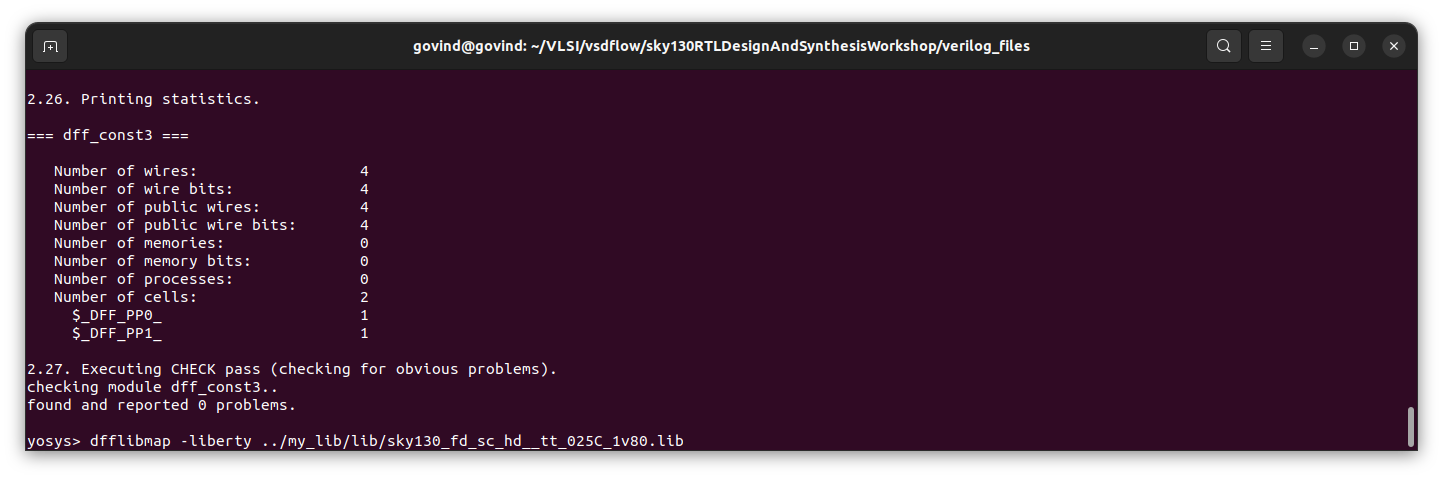 govind@govind: ~/VLSI/vsdflow/sky130RTLDesignAndSynthesisWorkshop/verilog_files
2.26. Printing statistics.
=== dff_const3 ===
Number of wires: 4
Number of wire bits: 4
Number of public wires: 4
Number of public wire bits: 4
Number of memories: 0
Number of memory bits: 0
Number of processes: 0
Number of cells: 2
$_DFF_PP0_ 1
$_DFF_PP1_ 1
2.27. Executing CHECK pass (checking for obvious problems).
checking module dff_const3..
found and reported 0 problems.
yosys> dfflibmap -liberty ../my_lib/lib/sky130_fd_sc_hd__tt_025C_1v80.lib